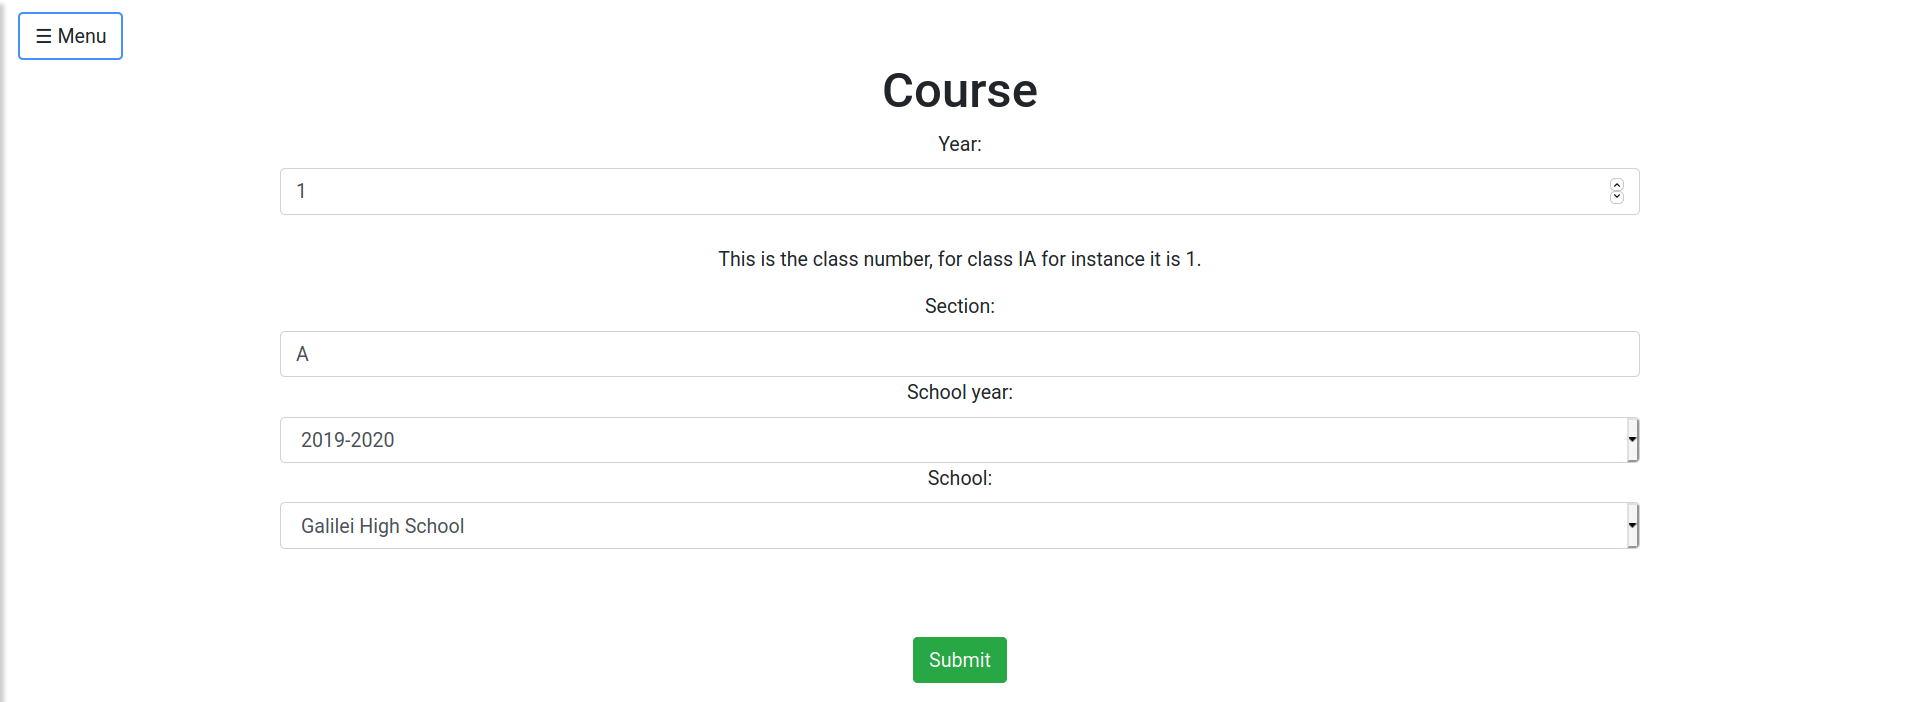 ☰ Menu
Course
Year:
1
This is the class number, for class IA for instance it is 1.
Section:
A
School year:
2019-2020
School:
Galilei High School
Submit